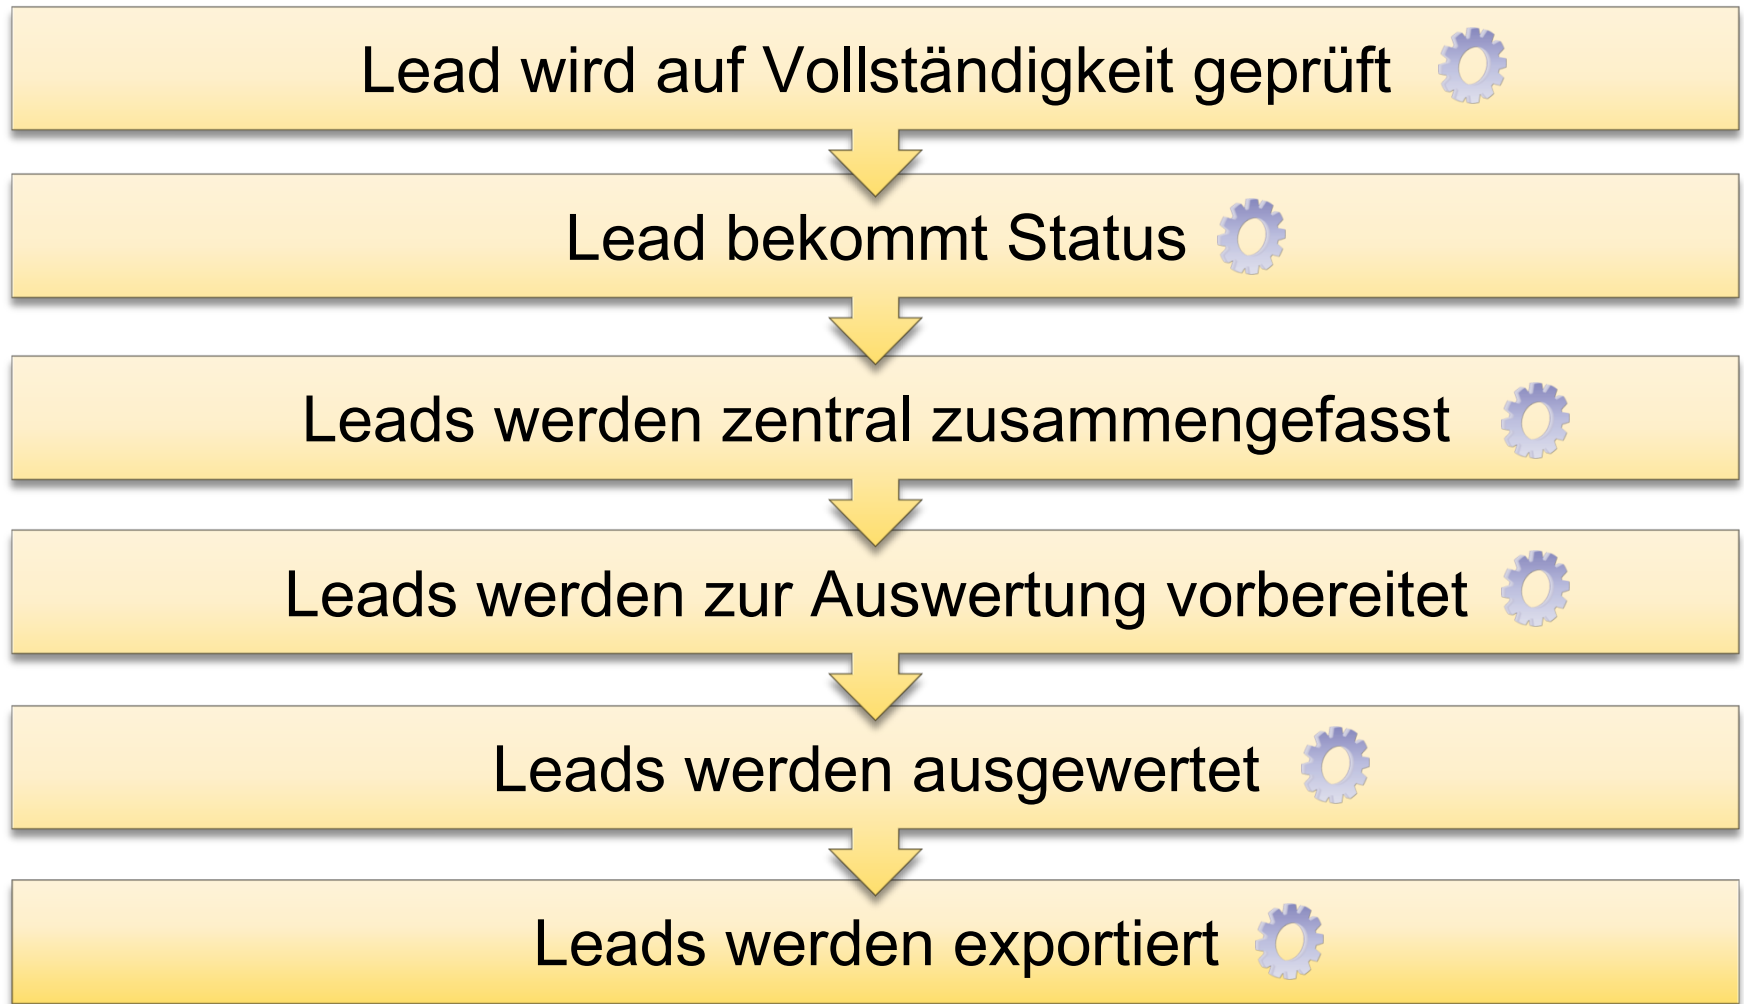 Lead wird auf Vollständigkeit geprüft
Lead bekommt Status
Leads werden zentral zusammengefasst
Leads werden zur Auswertung vorbereitet
Leads werden ausgewertet
Leads werden exportiert